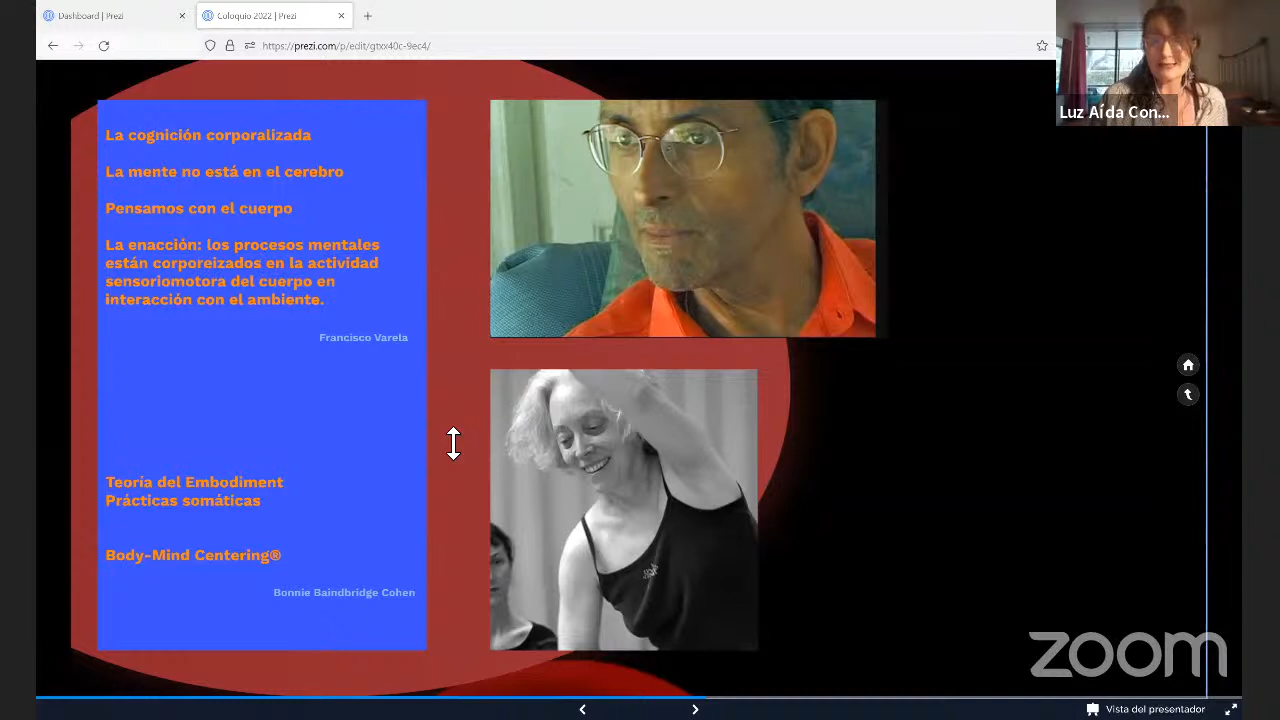 Dashboard | Prezi
Coloquio 2022 | Prezi
https://prezi.com/p/edit/gtxx40c-9ec4/
Luz Aída Con...
La cognición corporalizada
La mente no está en el cerebro
Pensamos con el cuerpo
La enacción: los procesos mentales
están corporeizados en la actividad
sensoriomotora del cuerpo en
interacción con el ambiente.
Francisco Varela
Teoría del Embodiment
Prácticas somáticas
Body-Mind Centering®
Bonnie Baindbridge Cohen
zoom
Vista del presentador